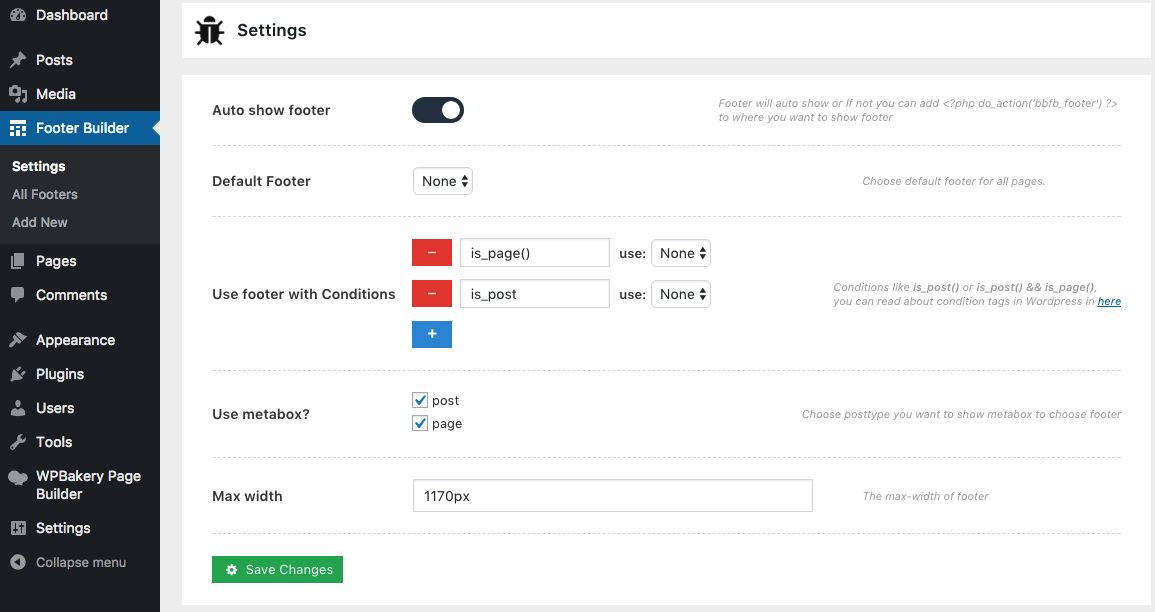 Dashboard
Posts
Media
Footer Builder
Settings
All Footers
Add New
Pages
Comments
Appearance
Plugins
Users
Tools
WPBakery Page
Builder
Settings
Collapse menu
Settings
Auto show footer
Footer will auto show or If not you can add <?php do_action('bbfb_footer') ?>
to where you want to show footer
Default Footer
None
Choose default footer for all pages.
Use footer with Conditions
is_page()
use:
None
is_post
use:
None
Conditions like is_post() or is_post() && is_page(),
you can read about condition tags in Wordpress in here
Use metabox?
post
page
Choose posttype you want to show metabox to choose footer
Max width
1170px
The max-width of footer
Save Changes